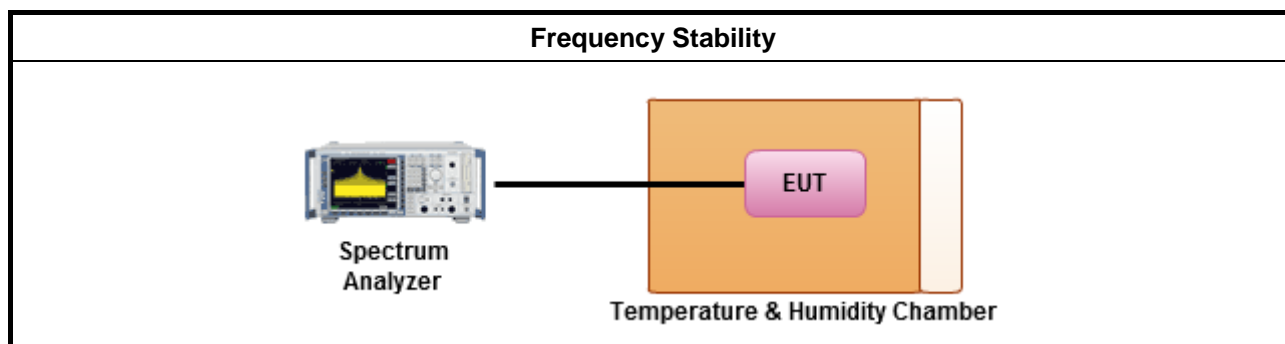 Frequency Stability
EUT
Spectrum
Analyzer
Temperature & Humidity Chamber